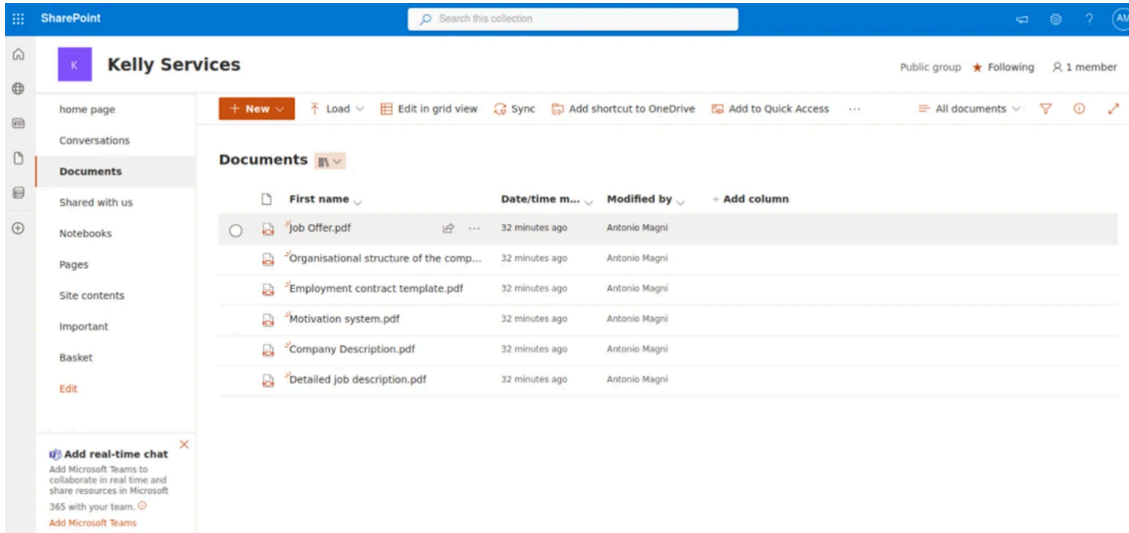 SharePoint
Search this collection
?
AM
K
Kelly Services
Public group
Following
1 member
home page
Conversations
Documents
Shared with us
Notebooks
Pages
Site contents
Important
Basket
Edit
+ New
Load
Edit in grid view
Sync
Add shortcut to OneDrive
Add to Quick Access
...
All documents
Documents
First name
Date/time m...
Modified by
+ Add column
Job Offer.pdf
...
32 minutes ago
Antonio Magni
Organisational structure of the comp...
32 minutes ago
Antonio Magni
Employment contract template.pdf
32 minutes ago
Antonio Magni
Motivation system.pdf
32 minutes ago
Antonio Magni
Company Description.pdf
32 minutes ago
Antonio Magni
Detailed job description.pdf
32 minutes ago
Antonio Magni
Add real-time chat
Add Microsoft Teams to
collaborate in real time and
share resources in Microsoft
365 with your team.
Add Microsoft Teams